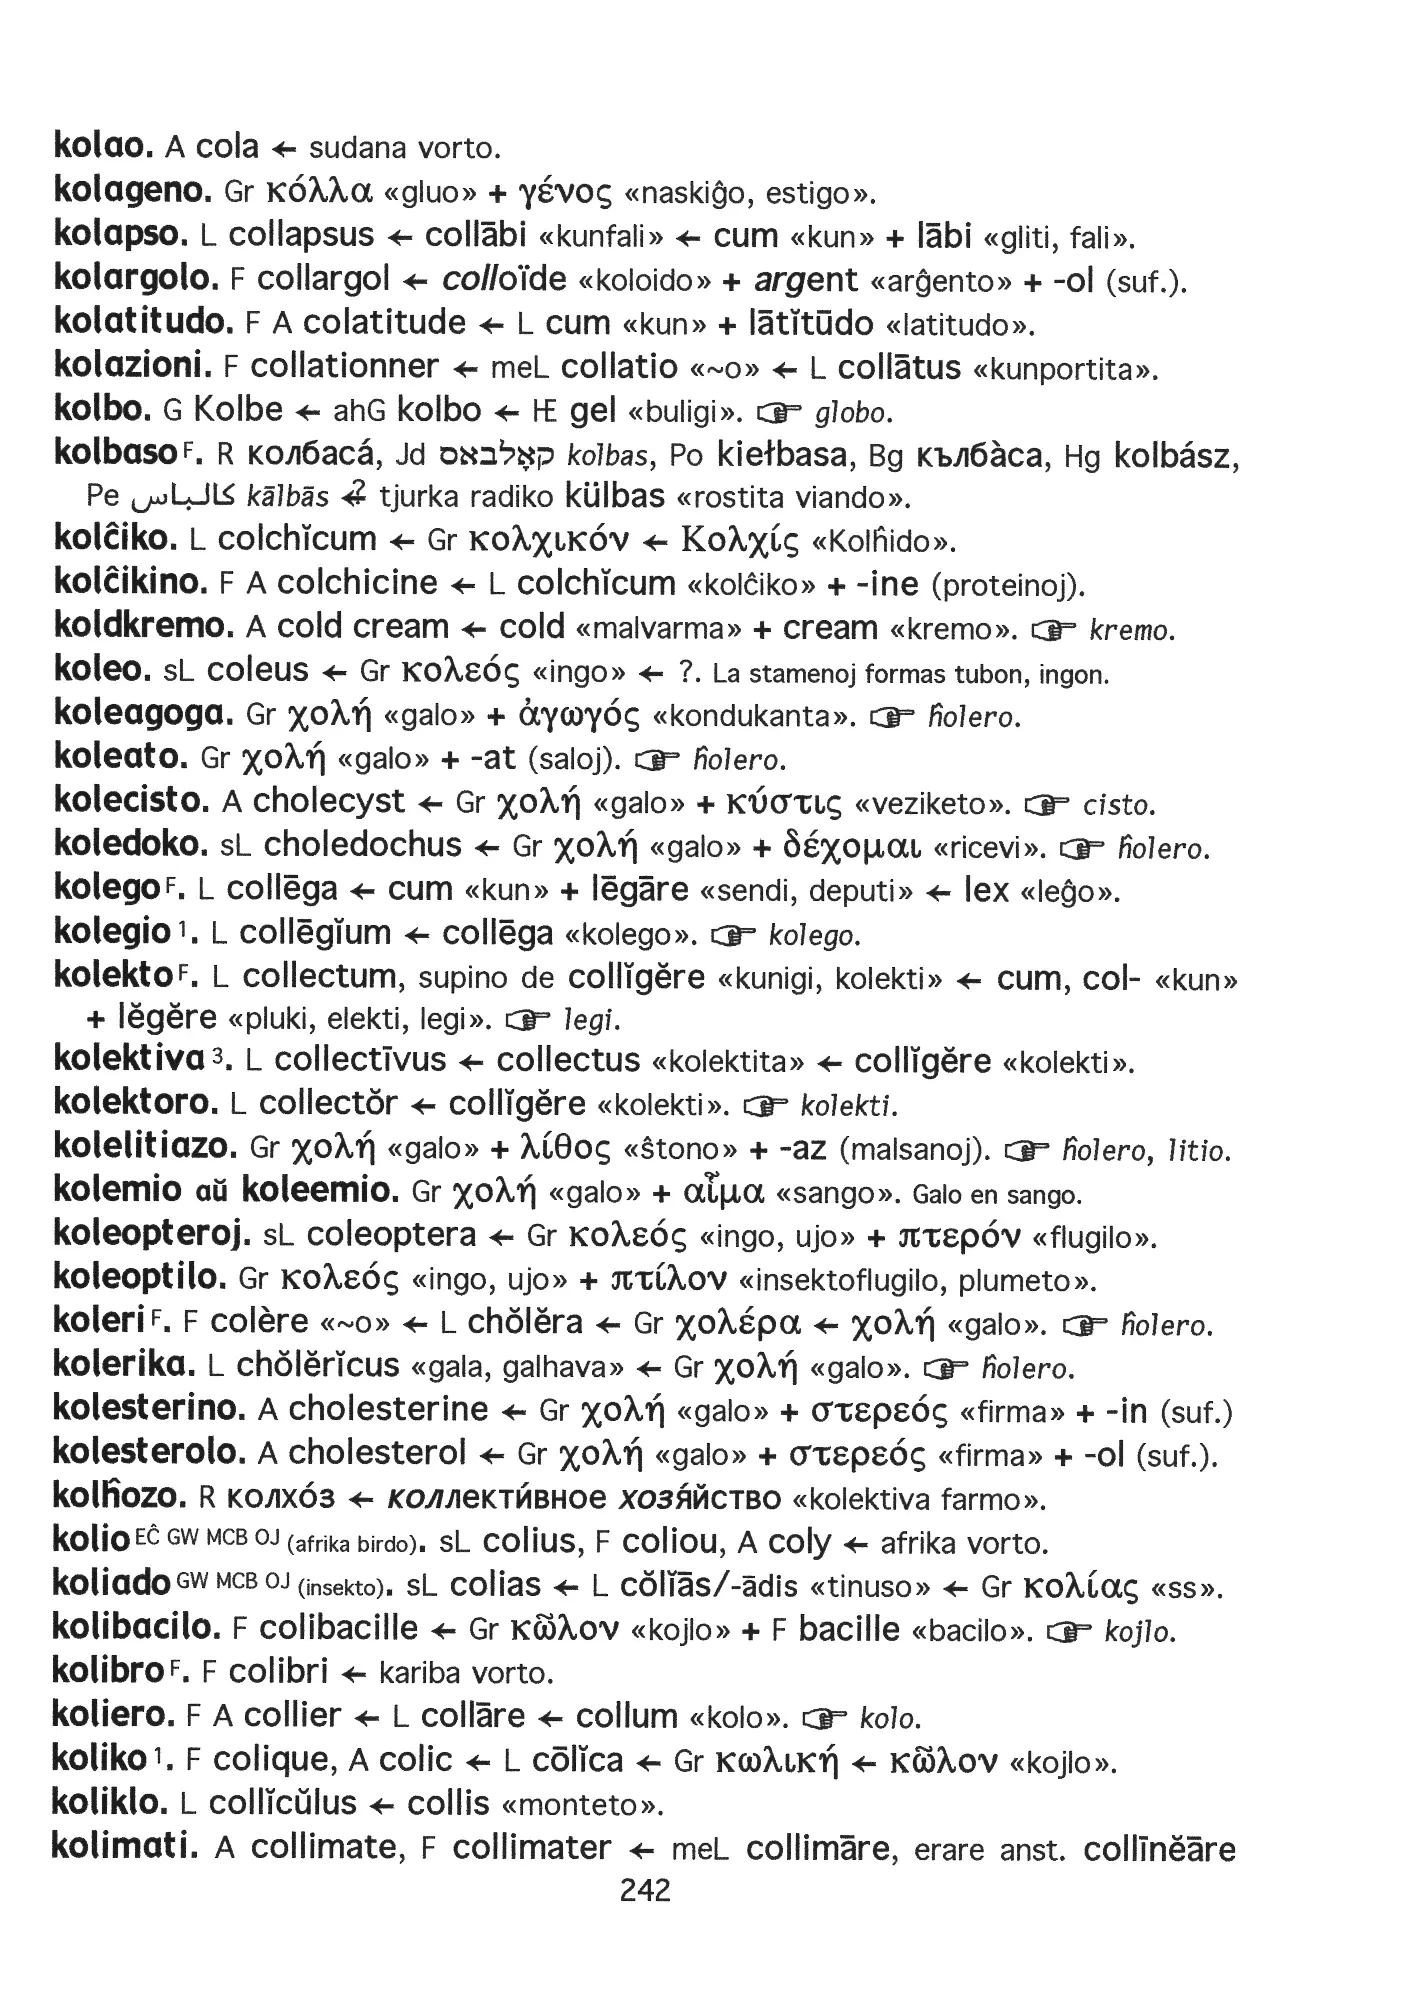 kolao. A cola ← sudana vorto.
kolageno. Gr κόλλα «gluo» + γένος «naskiĝo, estigo».
kolapso. L collapsus ← collābi «kunfali» ← cum «kun» + lābi «gliti, fali».
kolargolo. F collargol ← colloïde «koloido» + argent «arĝento» + -ol (suf.).
kolatitudo. F A colatitude ← L cum «kun» + lātĭtūdo «latitudo».
kolazioni. F collationner ← meL collatio «~o» ← L collātus «kunportita».
kolbo. G Kolbe ← ahG kolbo ← IE gel «buligi». ☞ globo.
kolbaso F. R колбасá, Jd קאָלבאַס kolbas, Po kiełbasa, Bg кълбàса, Hg kolbász,
Pe كالباس kālbās ⚳ tjurka radiko külbas «rostita viando».
kolĉiko. L colchĭcum ← Gr κολχικόν ← Κολχίς «Kolĥido».
kolĉikino. F A colchicine ← L colchĭcum «kolĉiko» + -ine (proteinoj).
koldkremo. A cold cream ← cold «malvarma» + cream «kremo». ☞ kremo.
koleo. sL coleus ← Gr κολεός «ingo» ← ?. La stamenoj formas tubon, ingon.
koleagoga. Gr χολή «galo» + ἀγωγός «kondukanta». ☞ ĥolero.
koleato. Gr χολή «galo» + -at (saloj). ☞ ĥolero.
kolecisto. A cholecyst ← Gr χολή «galo» + κύστις «veziketo». ☞ cisto.
koledoko. sL choledochus ← Gr χολή «galo» + δέχομαι «ricevi». ☞ ĥolero.
kolego F. L collēga ← cum «kun» + lēgāre «sendi, deputi» ← lex «leĝo».
kolegio 1. L collēgĭum ← collēga «kolego». ☞ kolego.
kolekto F. L collectum, supino de collĭgĕre «kunigi, kolekti» ← cum, col- «kun»
+ lĕgĕre «pluki, elekti, legi». ☞ legi.
kolektiva 3. L collectīvus ← collectus «kolektita» ← collĭgĕre «kolekti».
kolektoro. L collectŏr ← collĭgĕre «kolekti». ☞ kolekti.
kolelitiazo. Gr χολή «galo» + λίθος «ŝtono» + -az (malsanoj). ☞ ĥolero, litio.
kolemio aŭ koleemio. Gr χολή «galo» + αἷμα «sango». Galo en sango.
koleopteroj. sL coleoptera ← Gr κολεός «ingo, ujo» + πτερόν «flugilo».
koleoptilo. Gr κολεός «ingo, ujo» + πτίλον «insektoflugilo, plumeto».
koleri F. F colère «~o» ← L chŏlĕra ← Gr χολέρα ← χολή «galo». ☞ ĥolero.
kolerika. L chŏlĕrĭcus «gala, galhava» ← Gr χολή «galo». ☞ ĥolero.
kolesterino. A cholesterine ← Gr χολή «galo» + στερεός «firma» + -in (suf.)
kolesterolo. A cholesterol ← Gr χολή «galo» + στερεός «firma» + -ol (suf.).
kolĥozo. R колхóз ← коллектúвное хозя́йство «kolektiva farmo».
kolio EĈ GW MCB OJ (afrika birdo). sL colius, F coliou, A coly ← afrika vorto.
koliado GW MCB OJ (insekto). sL colias ← L cŏlĭās/-ādis «tinuso» ← Gr κολίας «ss».
kolibacilo. F colibacille ← Gr κῶλον «kojlo» + F bacille «bacilo». ☞ kojlo.
kolibro F. F colibri ← kariba vorto.
koliero. F A collier ← L collāre ← collum «kolo». ☞ kolo.
koliko 1. F colique, A colic ← L cōlĭca ← Gr κωλική ← κῶλον «kojlo».
koliklo. L collĭcŭlus ← collis «monteto».
kolimati. A collimate, F collimater ← meL collimāre, erare anst. collīnĕāre
242